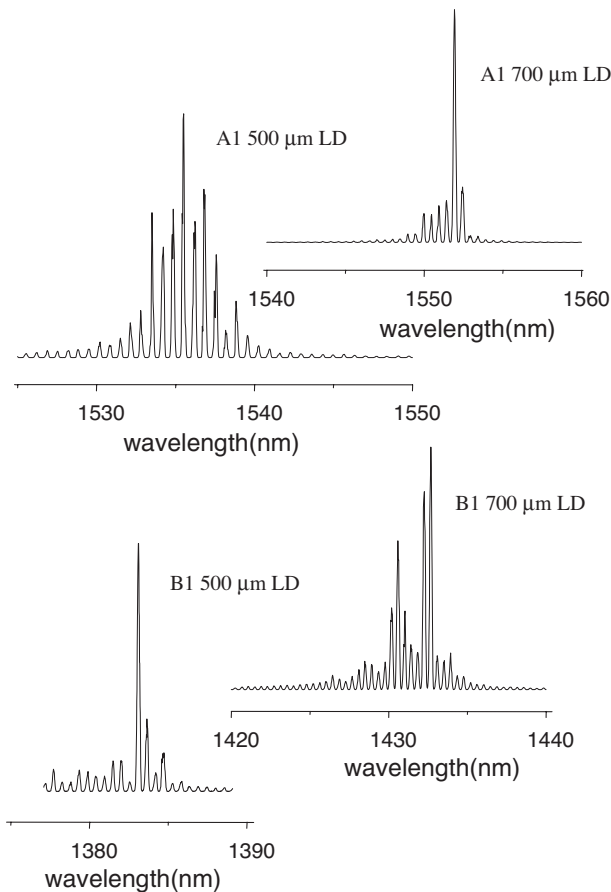 A1 700 μm LD
A1 500 μm LD
1540 1550 1560
wavelength(nm)
1530 1540 1550
wavelength(nm)
B1 700 μm LD
B1 500 μm LD
1420 1430 1440
wavelength(nm)
1380 1390
wavelength(nm)